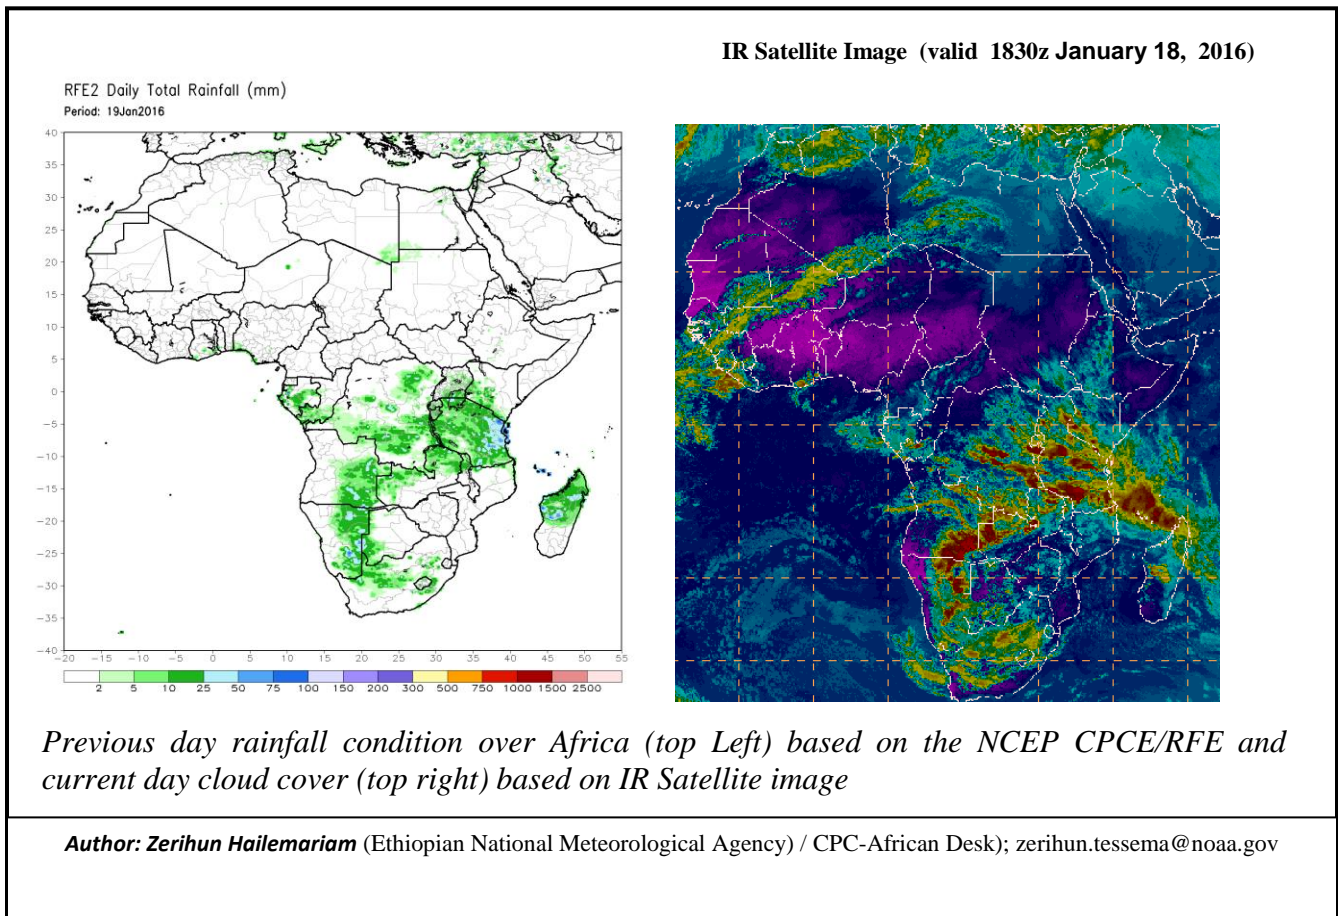 IR Satellite Image (valid 1830z January 18, 2016)
RFE2 Daily Total Rainfall (mm)
Period: 19Jan2016
40
35
30
25
20
15
10
5
0
−5
−10
−15
−20
−25
−30
−35
−40
−20 −15 −10 −5 0 5 10 15 20 25 30 35 40 45 50 55
2 5 10 25 50 75 100 150 200 300 500 750 1000 1500 2500
Previous day rainfall condition over Africa (top Left) based on the NCEP CPCE/RFE and
current day cloud cover (top right) based on IR Satellite image
Author: Zerihun Hailemariam (Ethiopian National Meteorological Agency) / CPC-African Desk); zerihun.tessema@noaa.gov